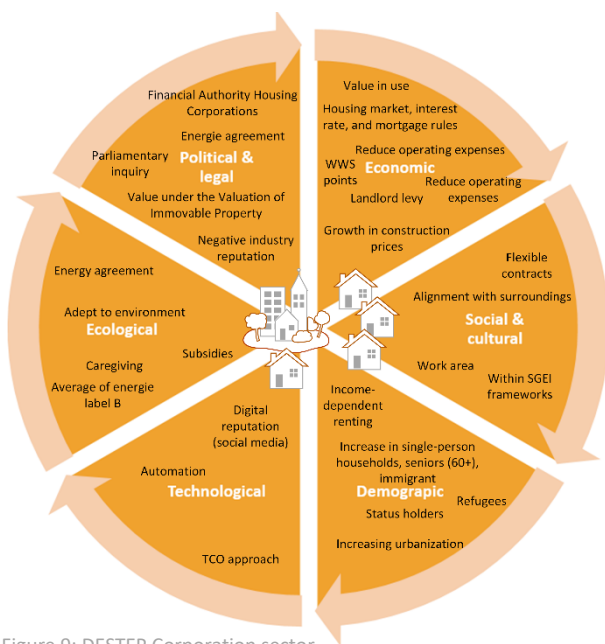 Financial Authority Housing
Corporations
Energie agreement
Parliamentary
inquiry
Political &
legal
Value under the Valuation of
Immovable Property
Negative industry
reputation
Value in use
Housing market, interest
rate, and mortgage rules
Reduce operating expenses
WWS
points
Economic
Reduce operating
expenses
Landlord levy
Growth in construction
prices
Flexible
contracts
Alignment with surroundings
Social &
cultural
Work area
Within SGEI
frameworks
Income-
dependent
renting
Increase in single-person
households, seniors (60+),
immigrant
Demograpic
Refugees
Status holders
Increasing urbanization
Digital
reputation
(social media)
Automation
Technological
TCO approach
Energy agreement
Adept to environment
Ecological
Subsidies
Caregiving
Average of energie
label B
Figure 9: DESTEP Corporation sector